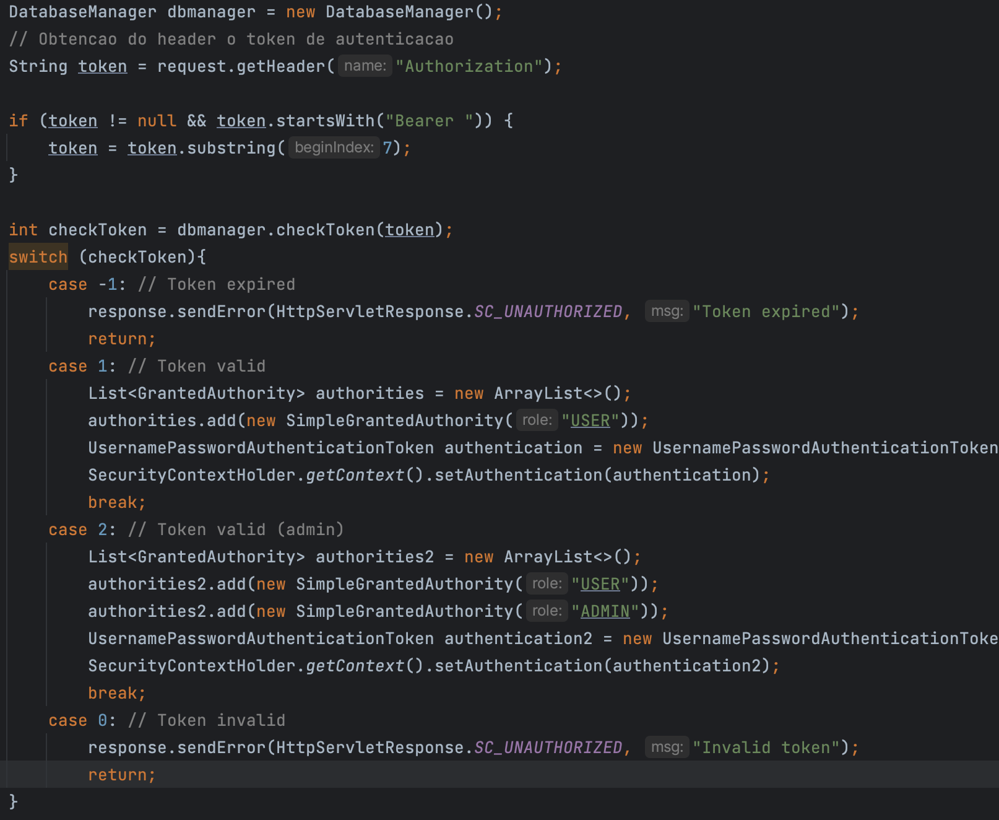 DatabaseManager dbmanager = new DatabaseManager();
// Obtencao do header o token de autenticacao
String token = request.getHeader( name: "Authorization");
if (token != null && token.startsWith("Bearer ")) {
token = token.substring( beginIndex: 7);
}
int checkToken = dbmanager.checkToken(token);
switch (checkToken){
case -1: // Token expired
response.sendError(HttpServletResponse.SC_UNAUTHORIZED, msg: "Token expired");
return;
case 1: // Token valid
List<GrantedAuthority> authorities = new ArrayList<>();
authorities.add(new SimpleGrantedAuthority( role: "USER"));
UsernamePasswordAuthenticationToken authentication = new UsernamePasswordAuthenticationToken
SecurityContextHolder.getContext().setAuthentication(authentication);
break;
case 2: // Token valid (admin)
List<GrantedAuthority> authorities2 = new ArrayList<>();
authorities2.add(new SimpleGrantedAuthority( role: "USER"));
authorities2.add(new SimpleGrantedAuthority( role: "ADMIN"));
UsernamePasswordAuthenticationToken authentication2 = new UsernamePasswordAuthenticationToke
SecurityContextHolder.getContext().setAuthentication(authentication2);
break;
case 0: // Token invalid
response.sendError(HttpServletResponse.SC_UNAUTHORIZED, msg: "Invalid token");
return;
}